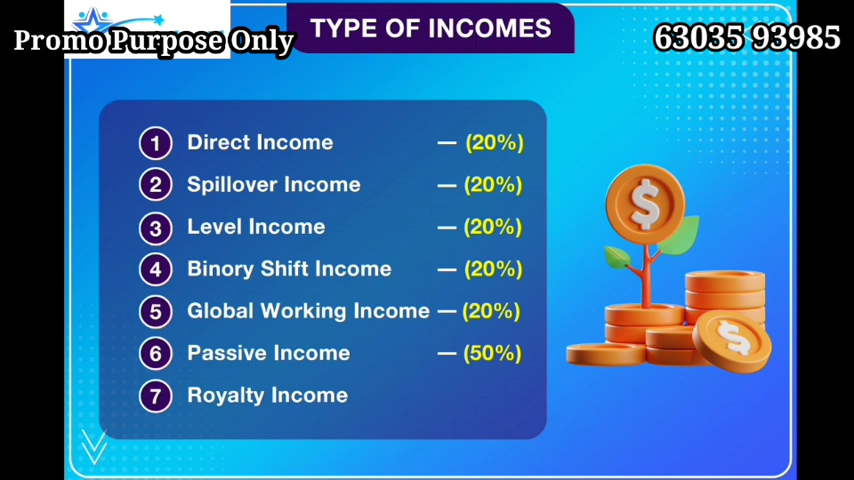 TYPE OF INCOMES
Promo Purpose Only
63035 93985
1 Direct Income — (20%)
2 Spillover Income — (20%)
3 Level Income — (20%)
4 Binory Shift Income — (20%)
5 Global Working Income — (20%)
6 Passive Income — (50%)
7 Royalty Income
$
$